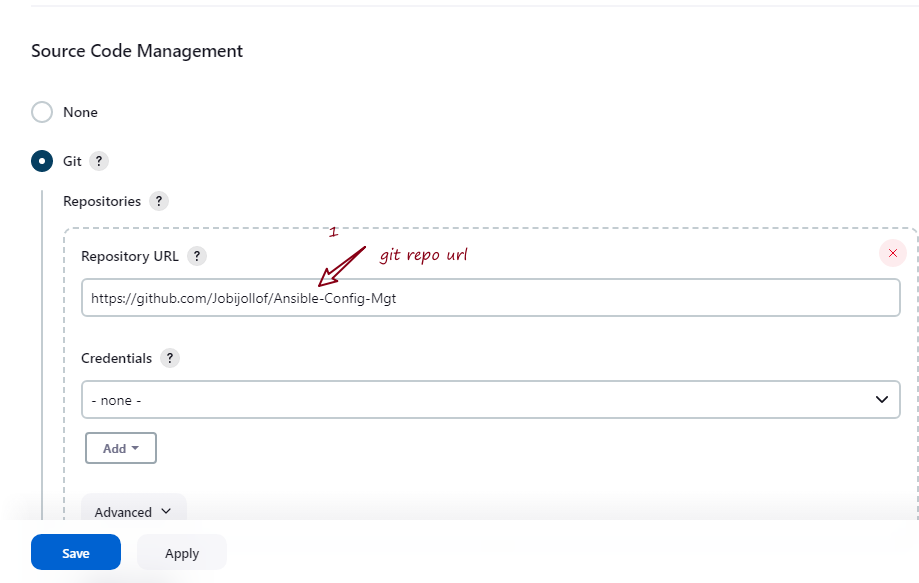 Source Code Management
None
Git ?
Repositories ?
1
Repository URL ?
git repo url
https://github.com/Jobijollof/Ansible-Config-Mgt
Credentials ?
- none -
Add
Advanced
Save Apply